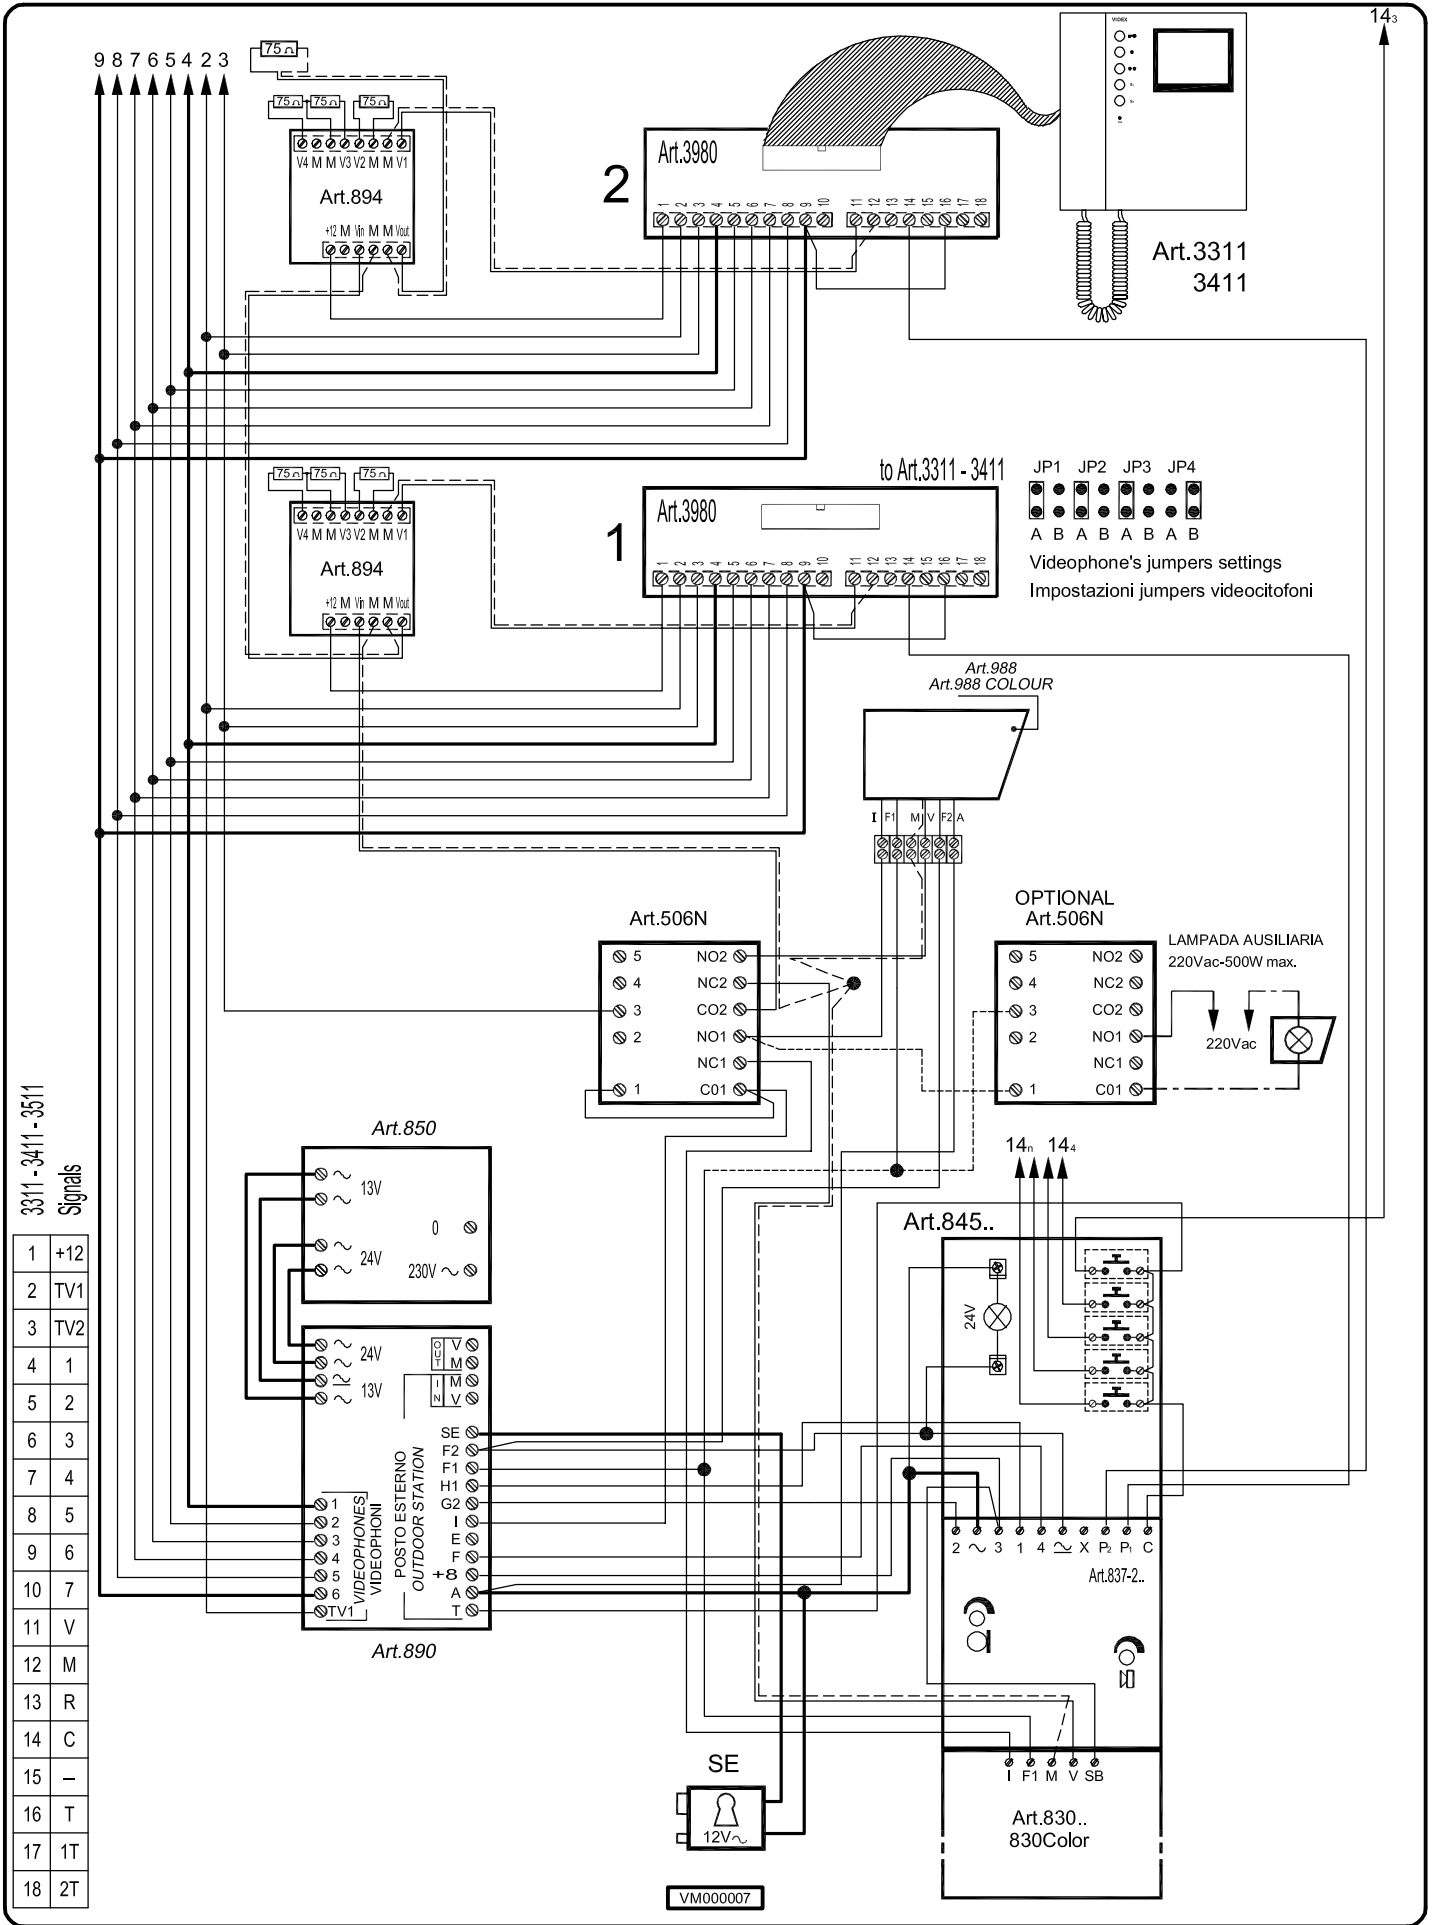 9 8 7 6 5 4 2 3
75Ω
75Ω 75Ω 75Ω
V4 M M V3 V2 M M V1
Art.894
+12 M Vin M M Vout
2
Art.3980
1 2 3 4 5 6 7 8 9 10 11 12 13 14 15 16 17 18
VIDEX
Art.3311
3411
14₃
75Ω 75Ω 75Ω
V4 M M V3 V2 M M V1
Art.894
+12 M Vin M M Vout
to Art.3311 - 3411
1
Art.3980
1 2 3 4 5 6 7 8 9 10 11 12 13 14 15 16 17 18
JP1 JP2 JP3 JP4
A B A B A B A B
Videophone's jumpers settings
Impostazioni jumpers videocitofoni
Art.988
Art.988 COLOUR
I F1 M V F2 A
Art.506N
5 NO2
4 NC2
3 CO2
2 NO1
NC1
1 C01
OPTIONAL
Art.506N
5 NO2
4 NC2
3 CO2
2 NO1
NC1
1 C01
LAMPADA AUSILIARIA
220Vac-500W max.
220Vac
3311 - 3411 - 3511
Signals
1 +12
2 TV1
3 TV2
4 1
5 2
6 3
7 4
8 5
9 6
10 7
11 V
12 M
13 R
14 C
15 –
16 T
17 1T
18 2T
Art.850
13V
0
24V
230V ~
24V
13V
OUT V M
IN M V
SE
F2
F1
H1
G2
I
E
F
+8
A
T
POSTO ESTERNO
OUTDOOR STATION
1
2
3
4
5
6
TV1
VIDEOPHONES
VIDEOPHONI
Art.890
14ₙ 14₄
Art.845..
24V
2 ~ 3 1 4 ≃ X P₂ P₁ C
Art.837-2..
I F1 M V SB
Art.830..
830Color
SE
12V~
VM000007